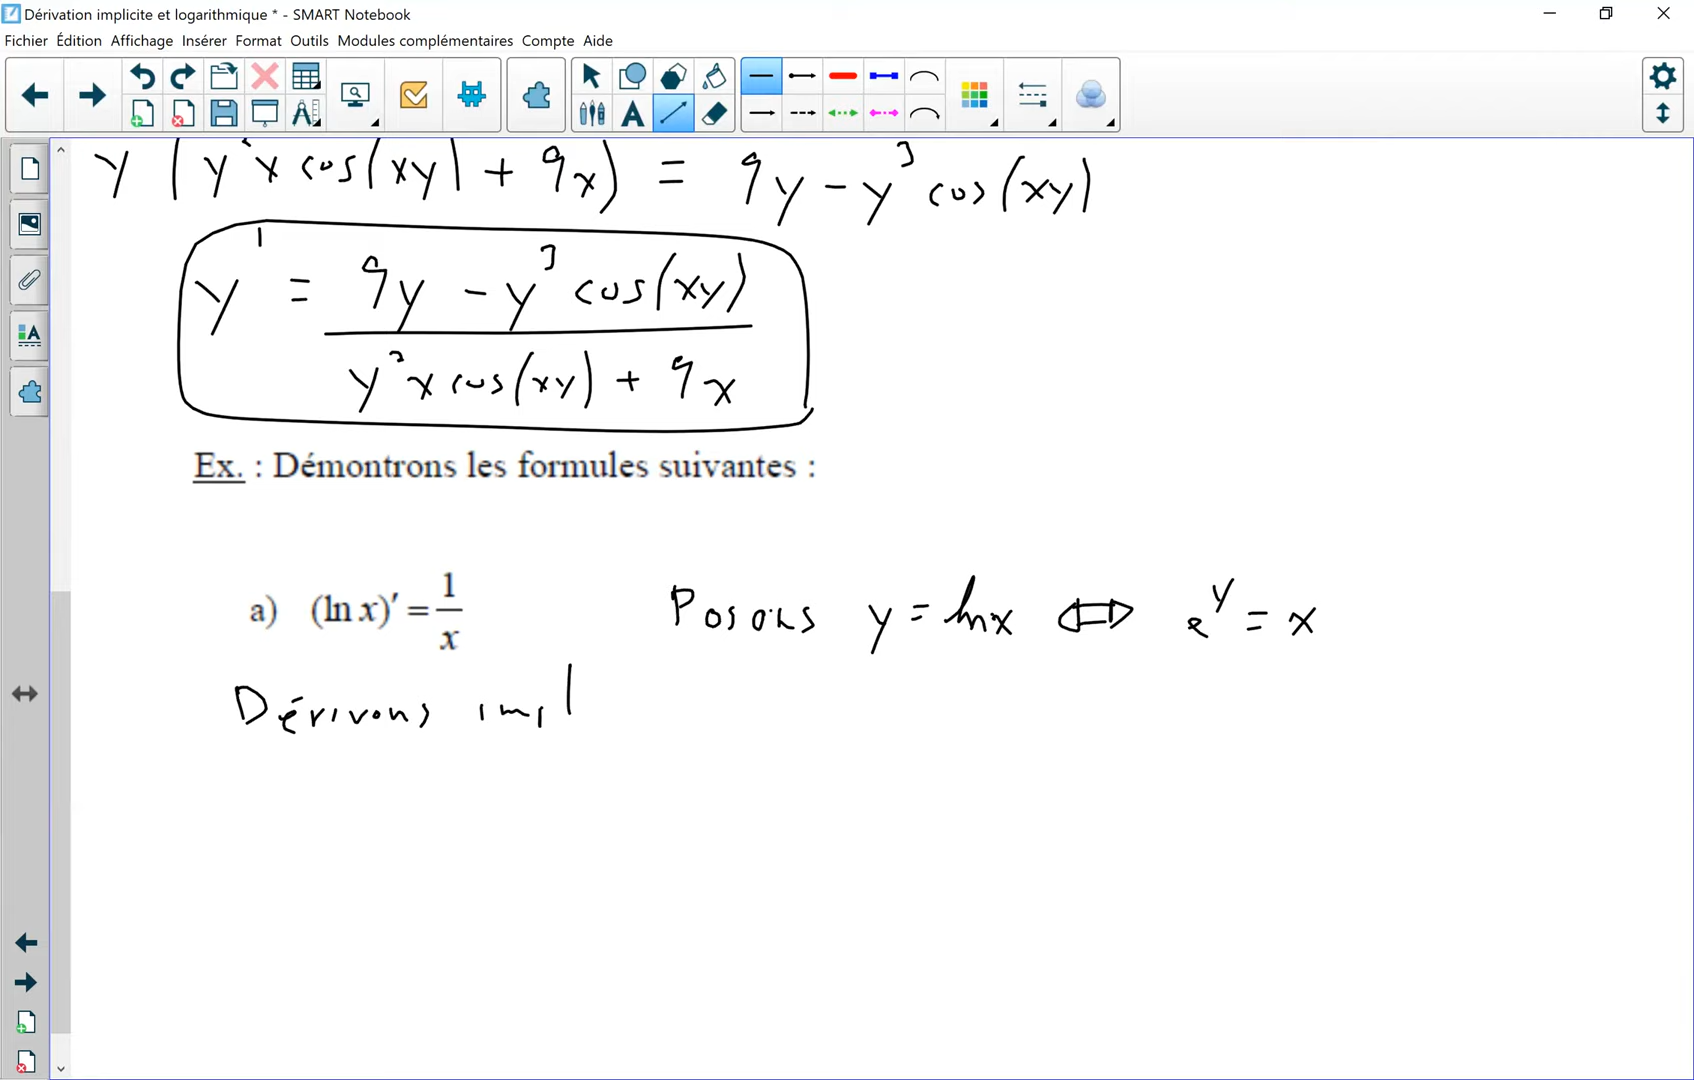 Dérivation implicite et logarithmique * - SMART Notebook
Fichier Édition Affichage Insérer Format Outils Modules complémentaires Compte Aide
y (y²x cos(xy) + 9x) = 9y - y³ cos(xy)
y' = 9y - y³ cos(xy)
y²x cos(xy) + 9x
Ex. : Démontrons les formules suivantes :
a) (ln x)' = 1/x Posons y = lnx ⇔ e^y = x
Dérivons impl